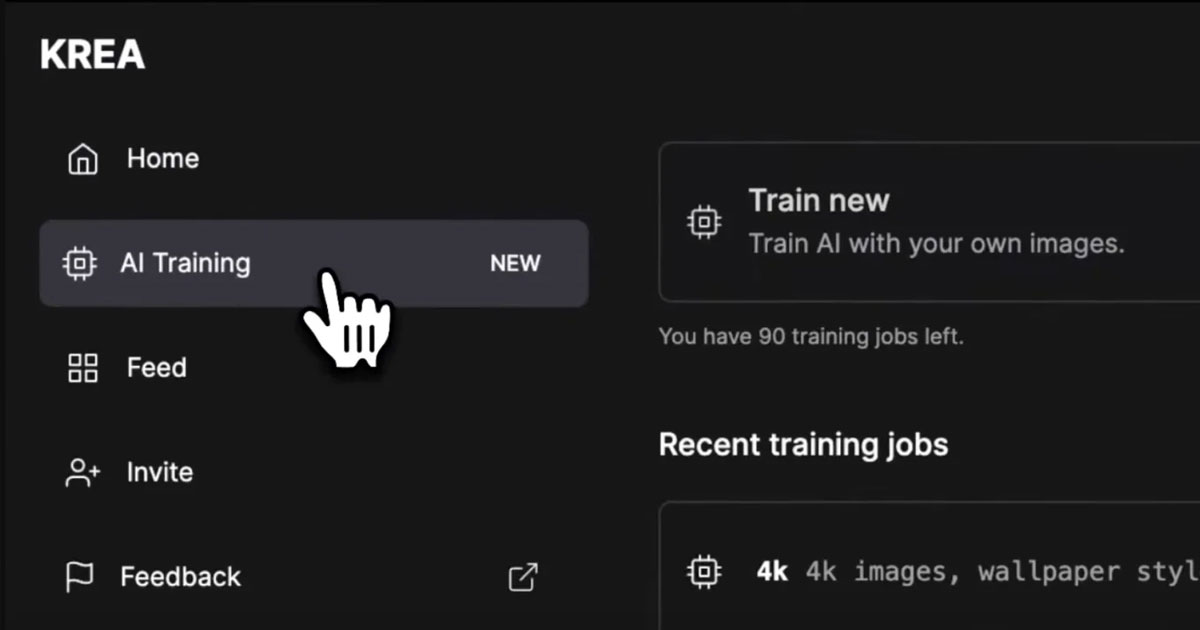 KREA
Home
AI Training NEW
Feed
Invite
Feedback
Train new
Train AI with your own images.
You have 90 training jobs left.
Recent training jobs
4k 4k images, wallpaper styl